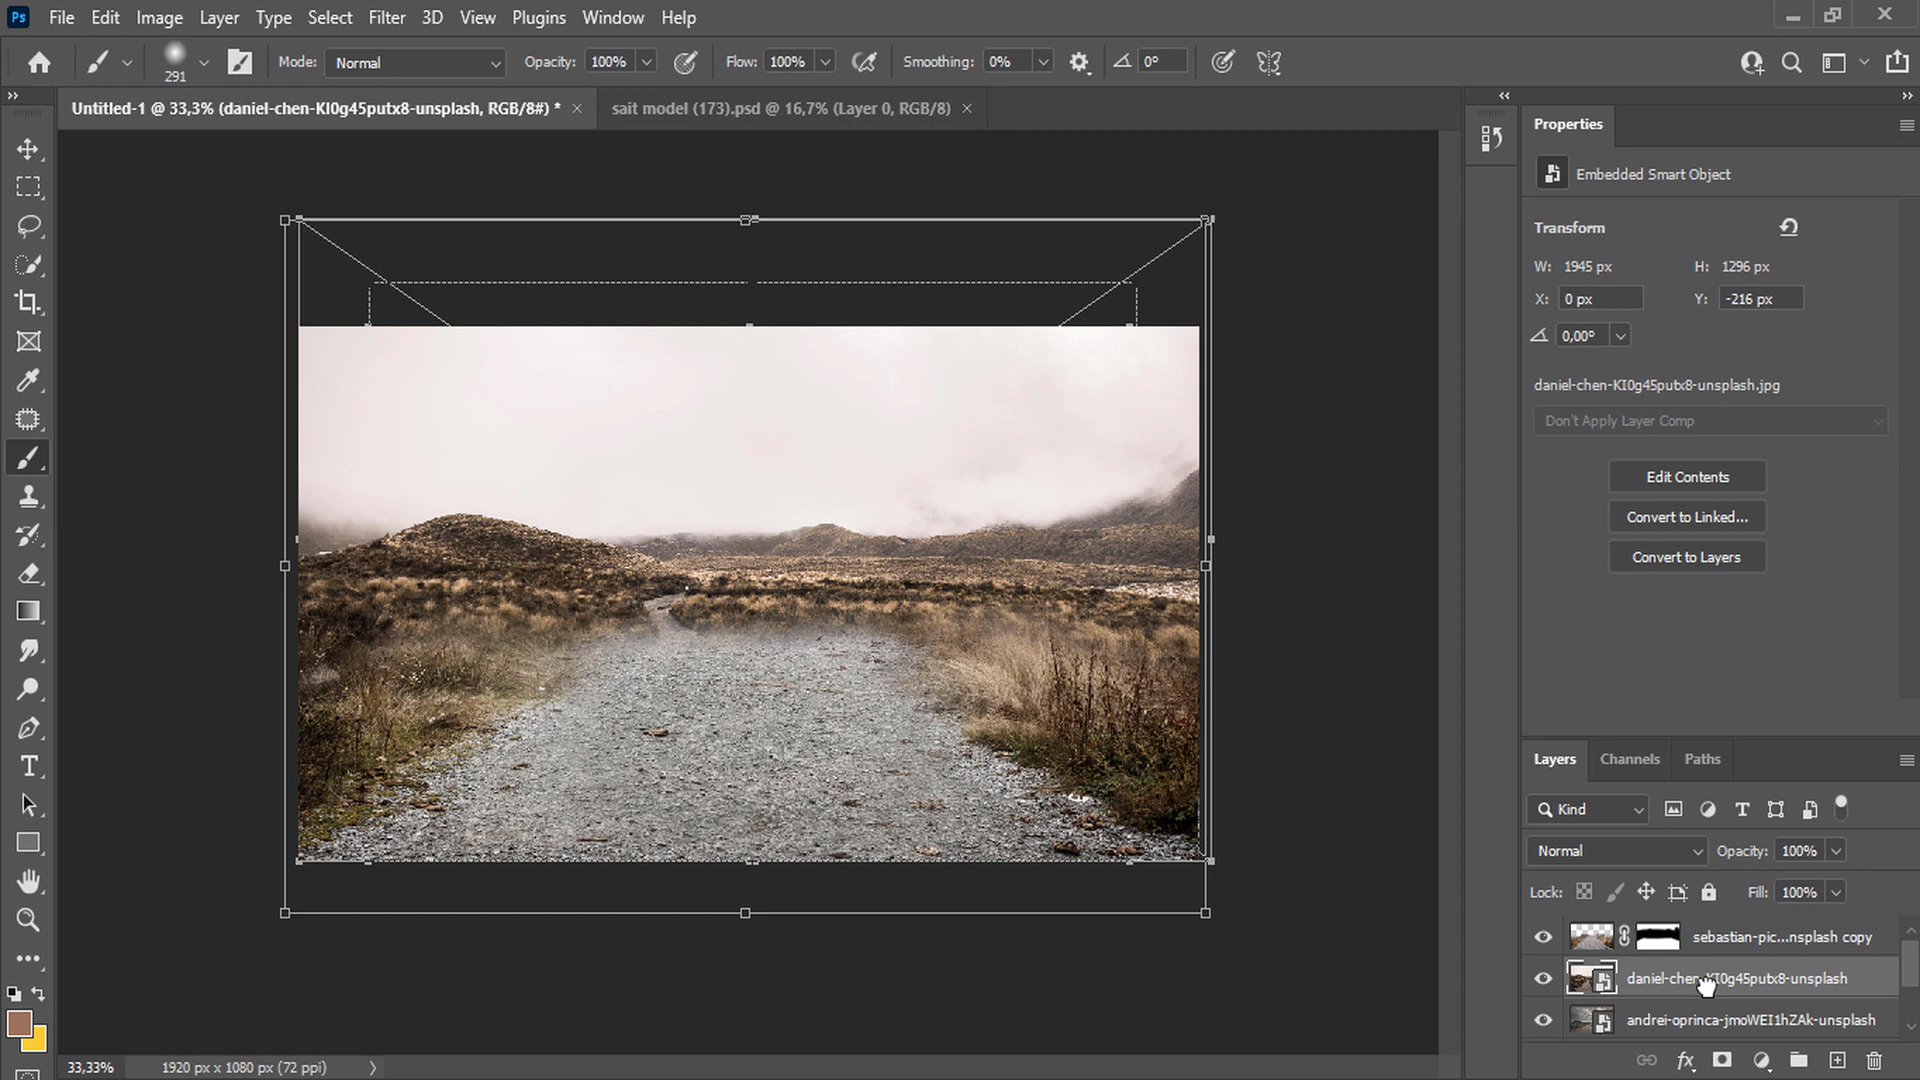 Ps File Edit Image Layer Type Select Filter 3D View Plugins Window Help
291 Mode: Normal Opacity: 100% Flow: 100% Smoothing: 0% 0°
Untitled-1 @ 33,3% (daniel-chen-KI0g45putx8-unsplash, RGB/8#) * sait model (173).psd @ 16,7% (Layer 0, RGB/8)
Properties
Embedded Smart Object
Transform
W: 1945 px H: 1296 px
X: 0 px Y: -216 px
0,00°
daniel-chen-KI0g45putx8-unsplash.jpg
Don't Apply Layer Comp
Edit Contents
Convert to Linked...
Convert to Layers
Layers Channels Paths
Kind
Normal Opacity: 100%
Lock: Fill: 100%
sebastian-pic...nsplash copy
daniel-chen-KI0g45putx8-unsplash
andrei-oprinca-jmoWEI1hZAk-unsplash
33,33% 1920 px x 1080 px (72 ppi)